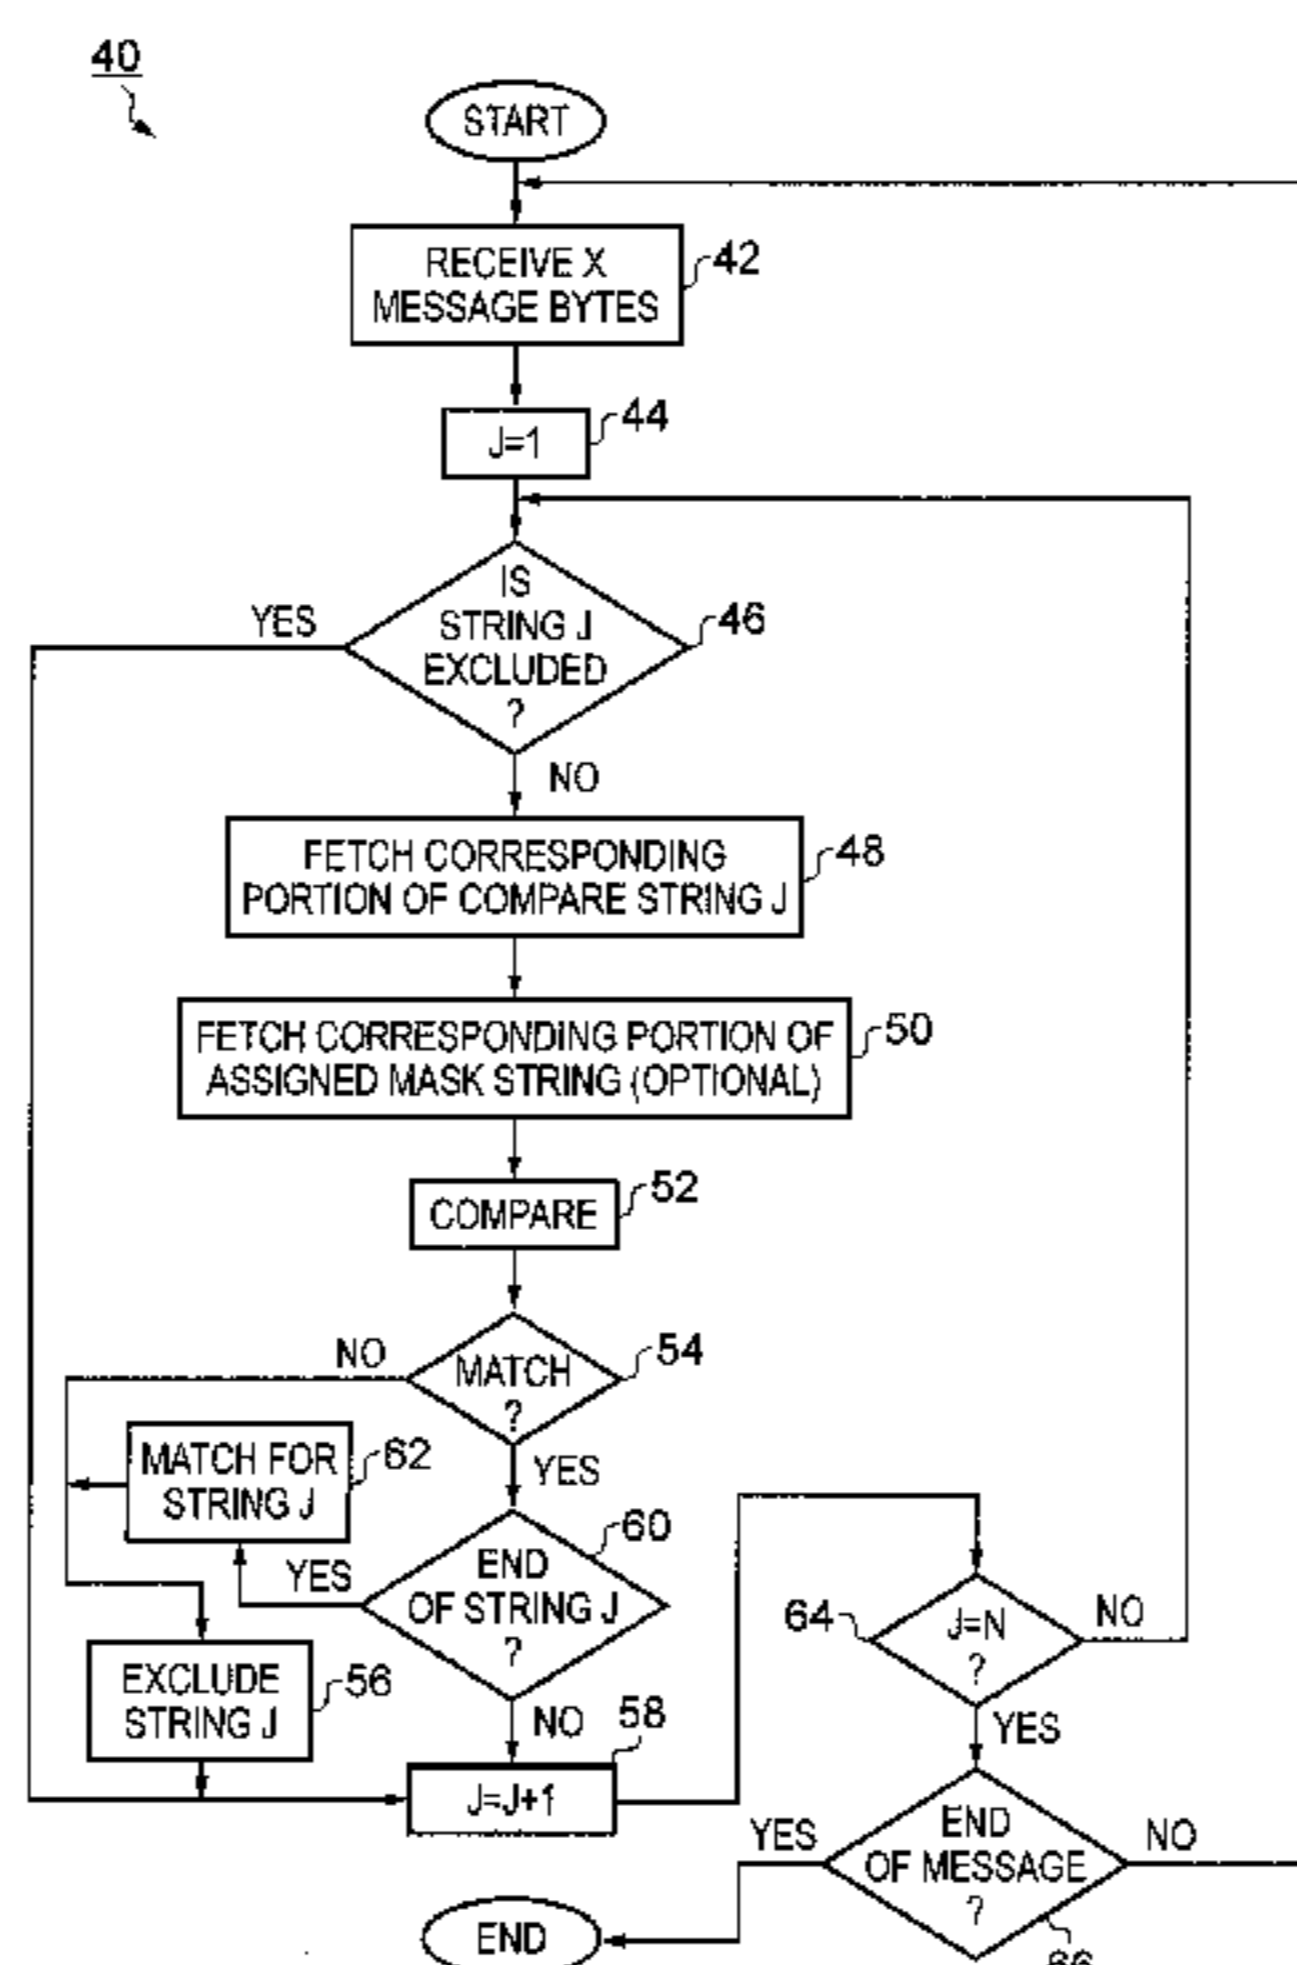 40
START
RECEIVE X
MESSAGE BYTES
42
J=1
44
IS
STRING J
EXCLUDED
?
46
YES
NO
FETCH CORRESPONDING
PORTION OF COMPARE STRING J
48
FETCH CORRESPONDING PORTION OF
ASSIGNED MASK STRING (OPTIONAL)
50
COMPARE
52
MATCH
?
54
NO
YES
MATCH FOR
STRING J
62
END
OF STRING J
?
60
YES
NO
EXCLUDE
STRING J
56
J=J+1
58
J=N
?
64
NO
YES
END
OF MESSAGE
?
66
YES
NO
END